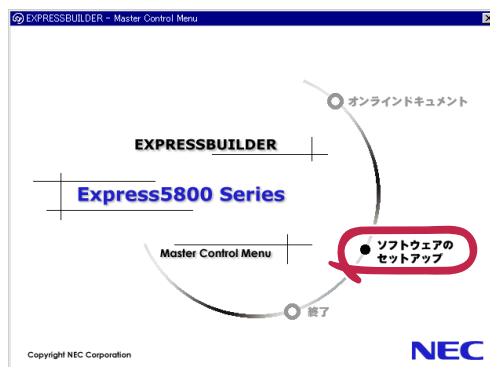 EXPRESSBUILDER - Master Control Menu
オンラインドキュメント
EXPRESSBUILDER
Express5800 Series
ソフトウェアの
セットアップ
Master Control Menu
終了
Copyright NEC Corporation
NEC